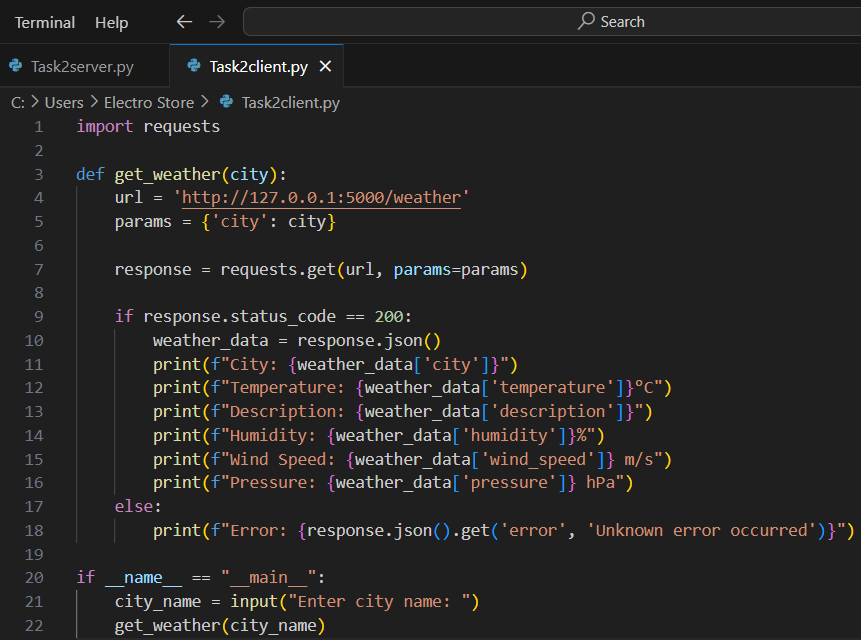 Terminal Help Search
Task2server.py Task2client.py
C: > Users > Electro Store > Task2client.py
1 import requests
2
3 def get_weather(city):
4     url = 'http://127.0.0.1:5000/weather'
5     params = {'city': city}
6
7     response = requests.get(url, params=params)
8
9     if response.status_code == 200:
10         weather_data = response.json()
11         print(f"City: {weather_data['city']}")
12         print(f"Temperature: {weather_data['temperature']}°C")
13         print(f"Description: {weather_data['description']}")
14         print(f"Humidity: {weather_data['humidity']}%")
15         print(f"Wind Speed: {weather_data['wind_speed']} m/s")
16         print(f"Pressure: {weather_data['pressure']} hPa")
17     else:
18         print(f"Error: {response.json().get('error', 'Unknown error occurred')}")
19
20 if __name__ == "__main__":
21     city_name = input("Enter city name: ")
22     get_weather(city_name)